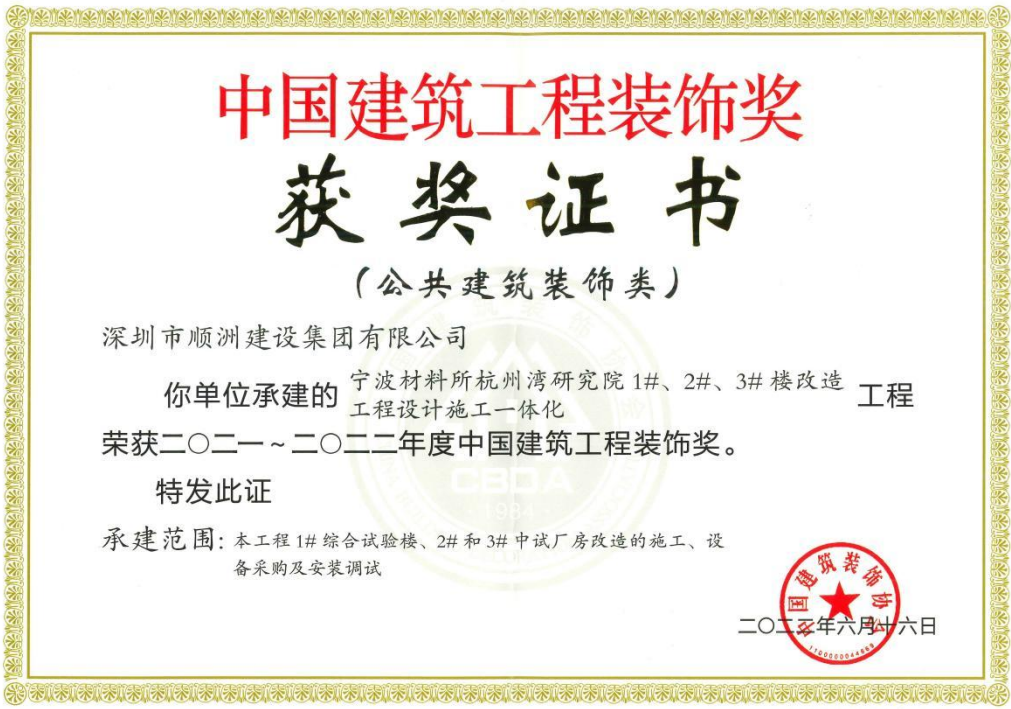 中国建筑工程装饰奖
获奖证书
(公共建筑装饰类)
深圳市顺洲建设集团有限公司
你单位承建的 宁波材料所杭州湾研究院 1#、2#、3# 楼改造工程设计施工一体化 工程
荣获二〇二一~二〇二二年度中国建筑工程装饰奖。
特发此证
承建范围: 本工程 1# 综合试验楼、2# 和 3# 中试厂房改造的施工、设
备采购及安装调试
中国建筑装饰协会
二〇二二年六月十六日
CBDA
1984